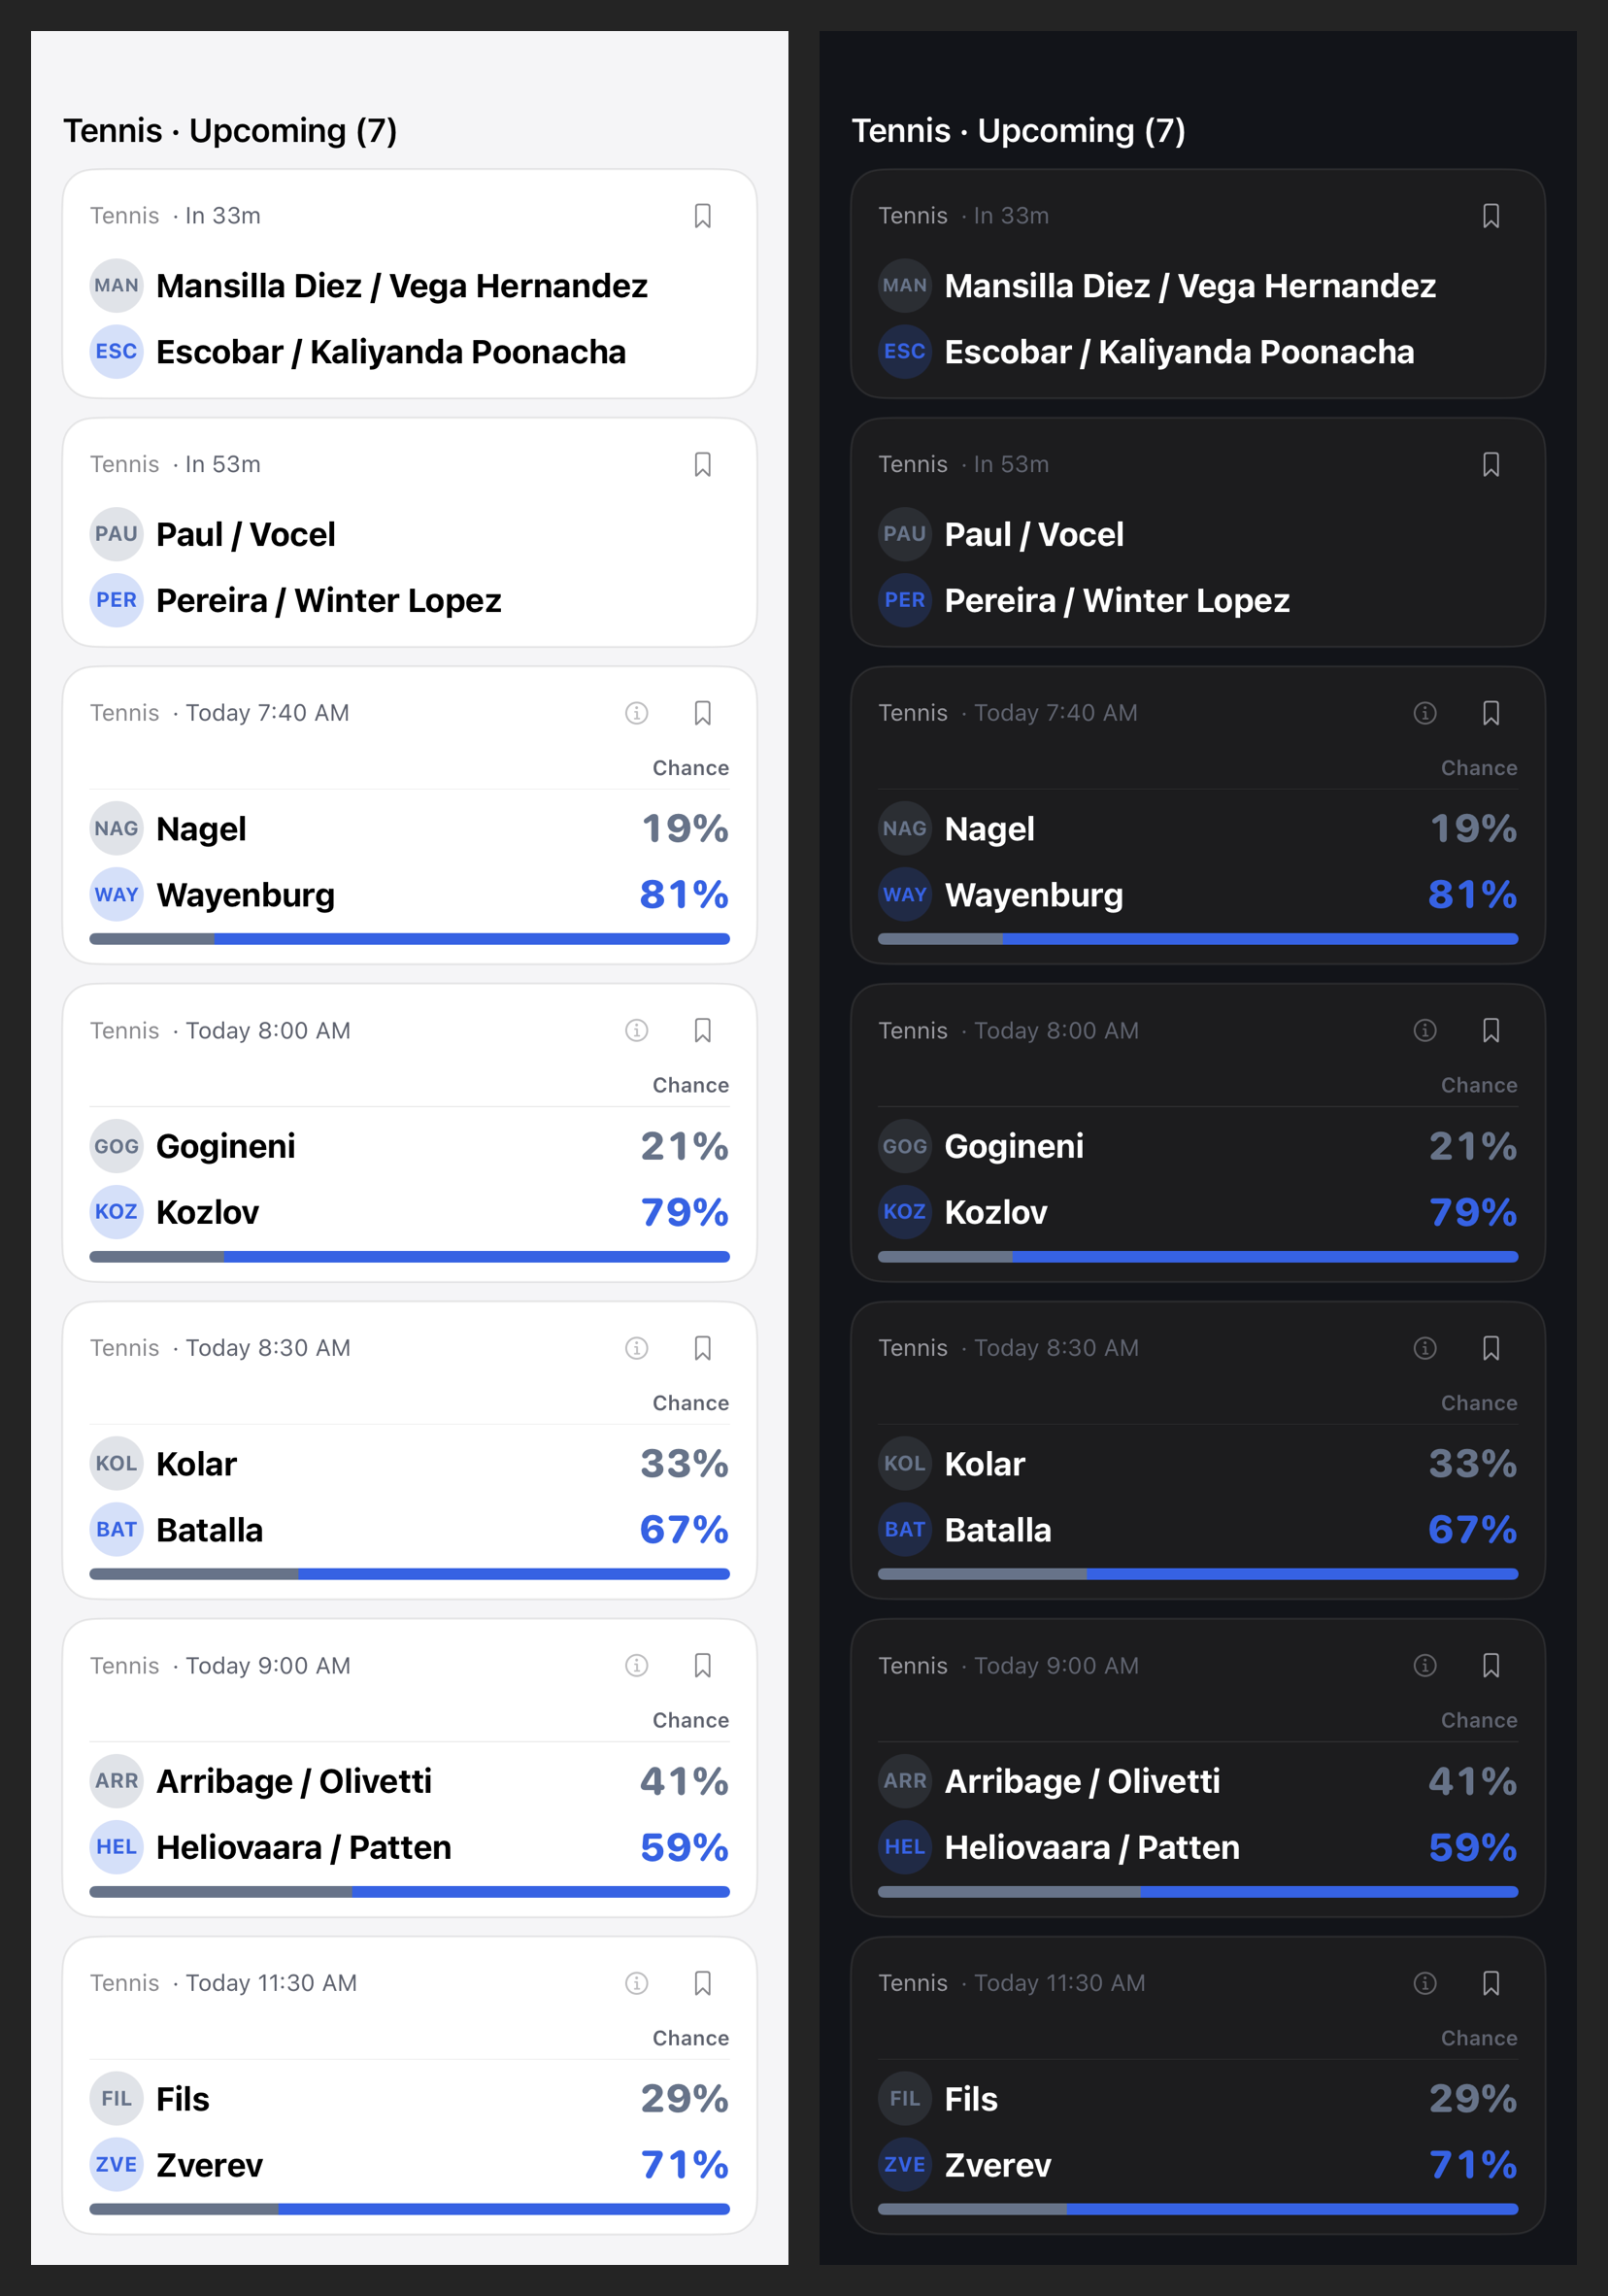 Tennis · Upcoming (7)
Tennis · In 33m
MAN Mansilla Diez / Vega Hernandez
ESC Escobar / Kaliyanda Poonacha
Tennis · In 53m
PAU Paul / Vocel
PER Pereira / Winter Lopez
Tennis · Today 7:40 AM
Chance
NAG Nagel 19%
WAY Wayenburg 81%
Tennis · Today 8:00 AM
Chance
GOG Gogineni 21%
KOZ Kozlov 79%
Tennis · Today 8:30 AM
Chance
KOL Kolar 33%
BAT Batalla 67%
Tennis · Today 9:00 AM
Chance
ARR Arribage / Olivetti 41%
HEL Heliovaara / Patten 59%
Tennis · Today 11:30 AM
Chance
FIL Fils 29%
ZVE Zverev 71%
Tennis · Upcoming (7)
Tennis · In 33m
MAN Mansilla Diez / Vega Hernandez
ESC Escobar / Kaliyanda Poonacha
Tennis · In 53m
PAU Paul / Vocel
PER Pereira / Winter Lopez
Tennis · Today 7:40 AM
Chance
NAG Nagel 19%
WAY Wayenburg 81%
Tennis · Today 8:00 AM
Chance
GOG Gogineni 21%
KOZ Kozlov 79%
Tennis · Today 8:30 AM
Chance
KOL Kolar 33%
BAT Batalla 67%
Tennis · Today 9:00 AM
Chance
ARR Arribage / Olivetti 41%
HEL Heliovaara / Patten 59%
Tennis · Today 11:30 AM
Chance
FIL Fils 29%
ZVE Zverev 71%